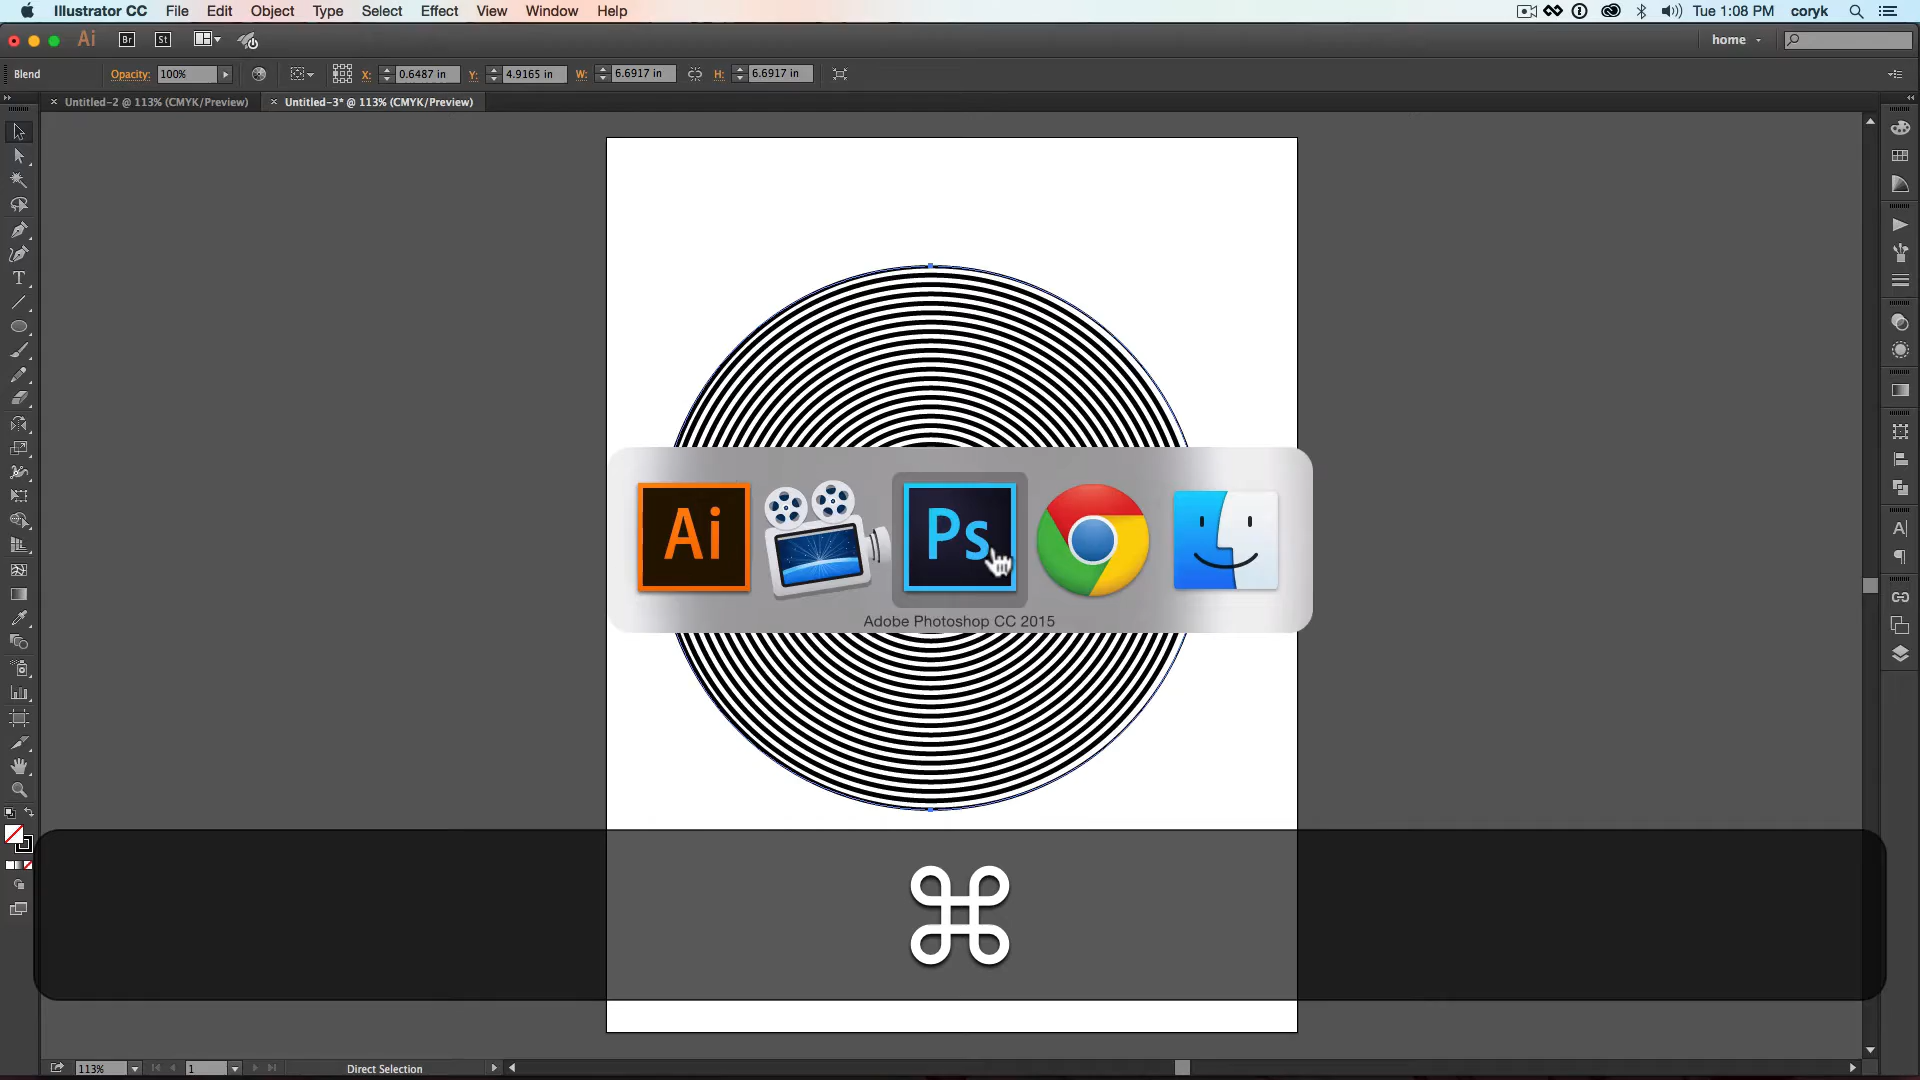 Illustrator CC File Edit Object Type Select Effect View Window Help Tue 1:08 PM coryk
Ai Br St home
Blend Opacity: 100% X: 0.6487 in Y: 4.9165 in W: 6.6917 in H: 6.6917 in
Untitled-2 @ 113% (CMYK/Preview) Untitled-3* @ 113% (CMYK/Preview)
Ai Ps
Adobe Photoshop CC 2015
⌘
113% 1 Direct Selection